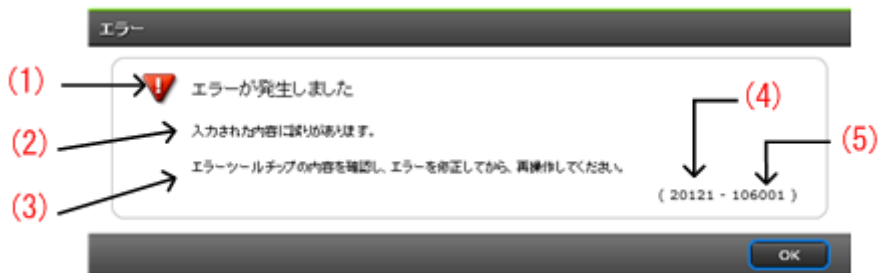 エラー
(1)
エラーが発生しました
(4)
(2)
入力された内容に誤りがあります。
(5)
エラーツールチップの内容を確認し、エラーを修正してから、再操作してください。
(3)
( 20121 - 106001 )
OK